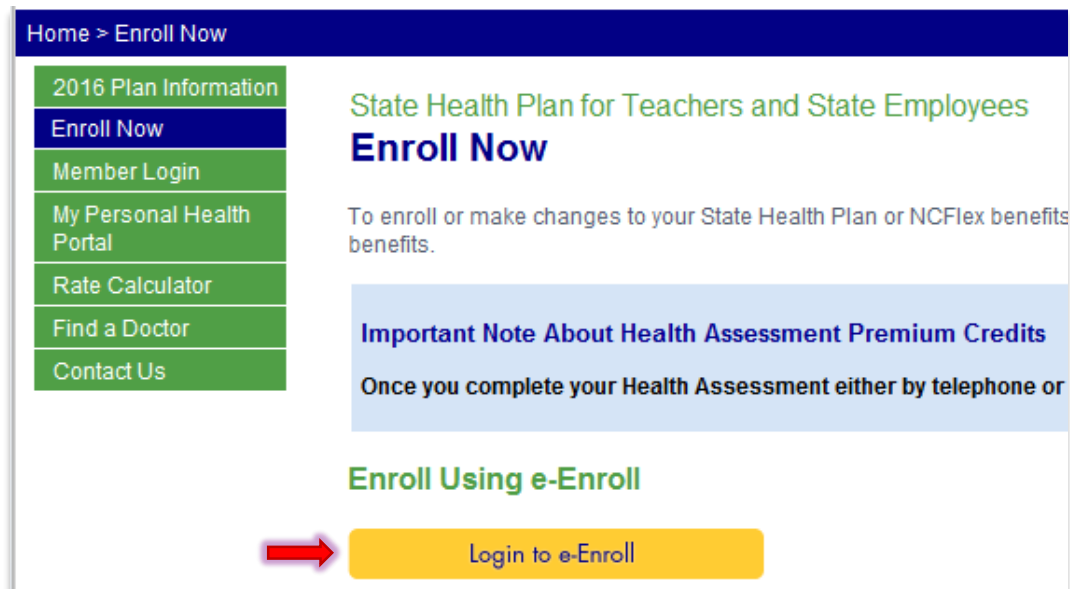 Home > Enroll Now
2016 Plan Information
Enroll Now
Member Login
My Personal Health
Portal
Rate Calculator
Find a Doctor
Contact Us
State Health Plan for Teachers and State Employees
Enroll Now
To enroll or make changes to your State Health Plan or NCFlex benefits
benefits.
Important Note About Health Assessment Premium Credits
Once you complete your Health Assessment either by telephone or
Enroll Using e-Enroll
Login to e-Enroll